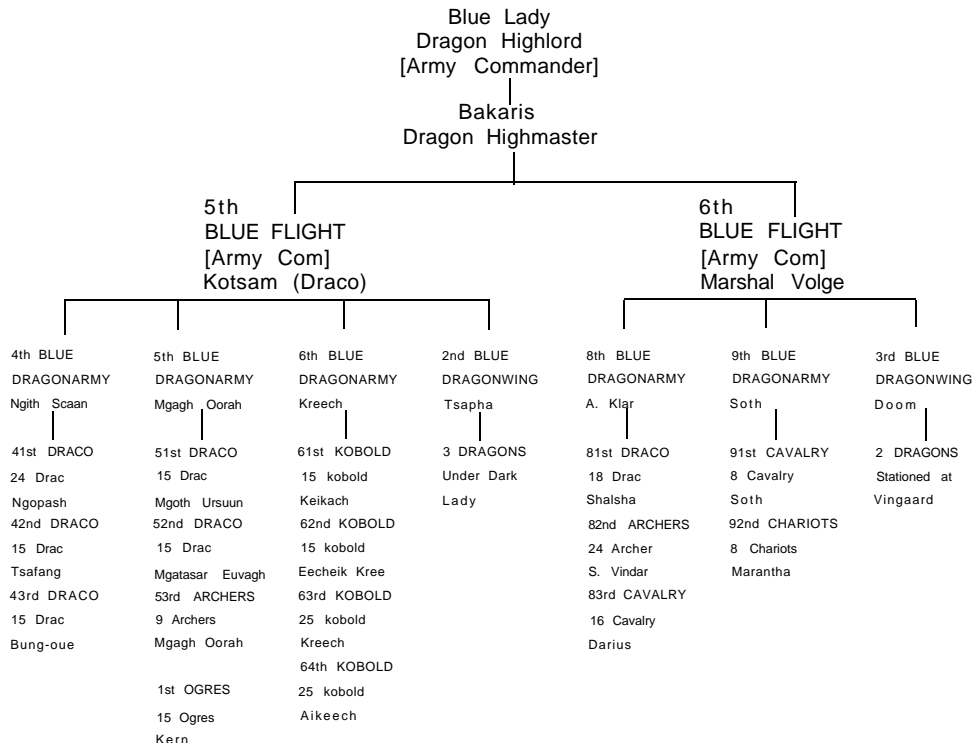 Blue Lady
Dragon Highlord
[Army Commander]
Bakaris
Dragon Highmaster
5th
BLUE FLIGHT
[Army Com]
Kotsam (Draco)
6th
BLUE FLIGHT
[Army Com]
Marshal Volge
4th BLUE
DRAGONARMY
Ngith Scaan
41st DRACO
24 Drac
Ngopash
42nd DRACO
15 Drac
Tsafang
43rd DRACO
15 Drac
Bung-oue
5th BLUE
DRAGONARMY
Mgagh Oorah
51st DRACO
15 Drac
Mgoth Ursuun
52nd DRACO
15 Drac
Mgatasar Euvagh
53rd ARCHERS
9 Archers
Mgagh Oorah
1st OGRES
15 Ogres
Kern
6th BLUE
DRAGONARMY
Kreech
61st KOBOLD
15 kobold
Keikach
62nd KOBOLD
15 kobold
Eecheik Kree
63rd KOBOLD
25 kobold
Kreech
64th KOBOLD
25 kobold
Aikeech
2nd BLUE
DRAGONWING
Tsapha
3 DRAGONS
Under Dark
Lady
8th BLUE
DRAGONARMY
A. Klar
81st DRACO
18 Drac
Shalsha
82nd ARCHERS
24 Archer
S. Vindar
83rd CAVALRY
16 Cavalry
Darius
9th BLUE
DRAGONARMY
Soth
91st CAVALRY
8 Cavalry
Soth
92nd CHARIOTS
8 Chariots
Marantha
3rd BLUE
DRAGONWING
Doom
2 DRAGONS
Stationed at
Vingaard